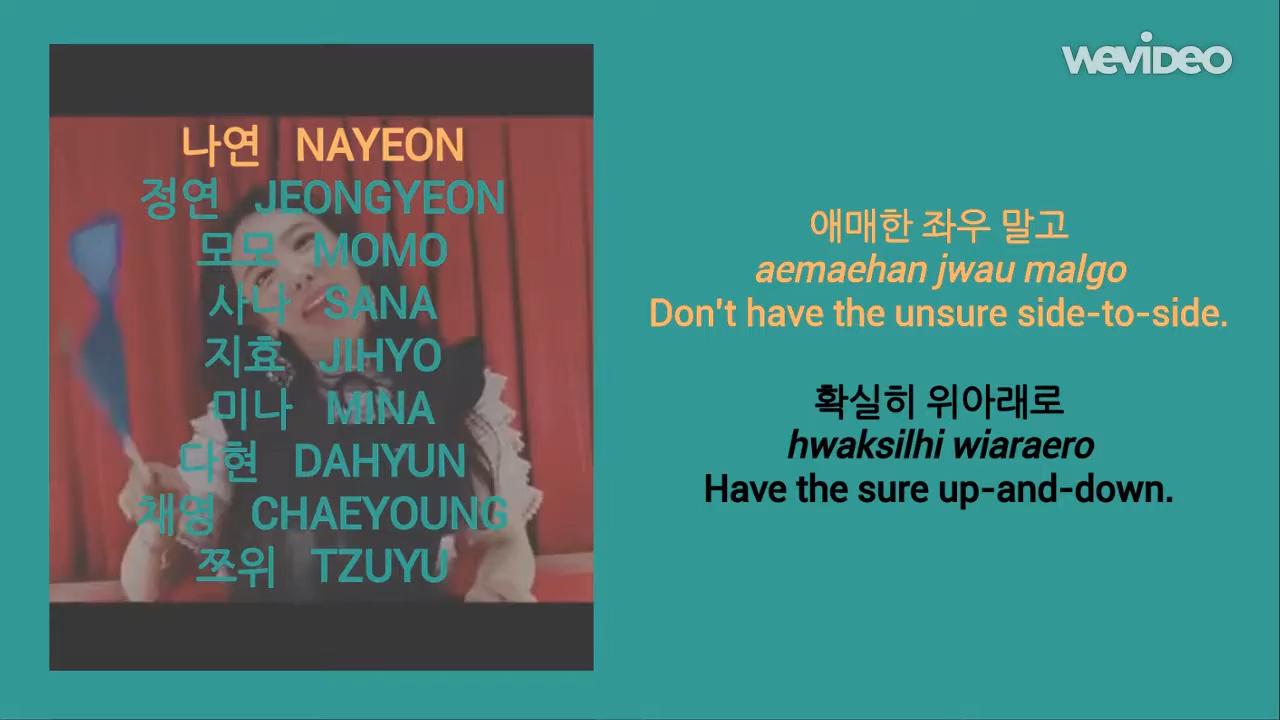 WEVIDEO
나연 NAYEON
정연 JEONGYEON
모모 MOMO
사나 SANA
지효 JIHYO
미나 MINA
다현 DAHYUN
채영 CHAEYOUNG
쯔위 TZUYU
애매한 좌우 말고
aemaehan jwau malgo
Don't have the unsure side-to-side.
확실히 위아래로
hwaksilhi wiaraero
Have the sure up-and-down.